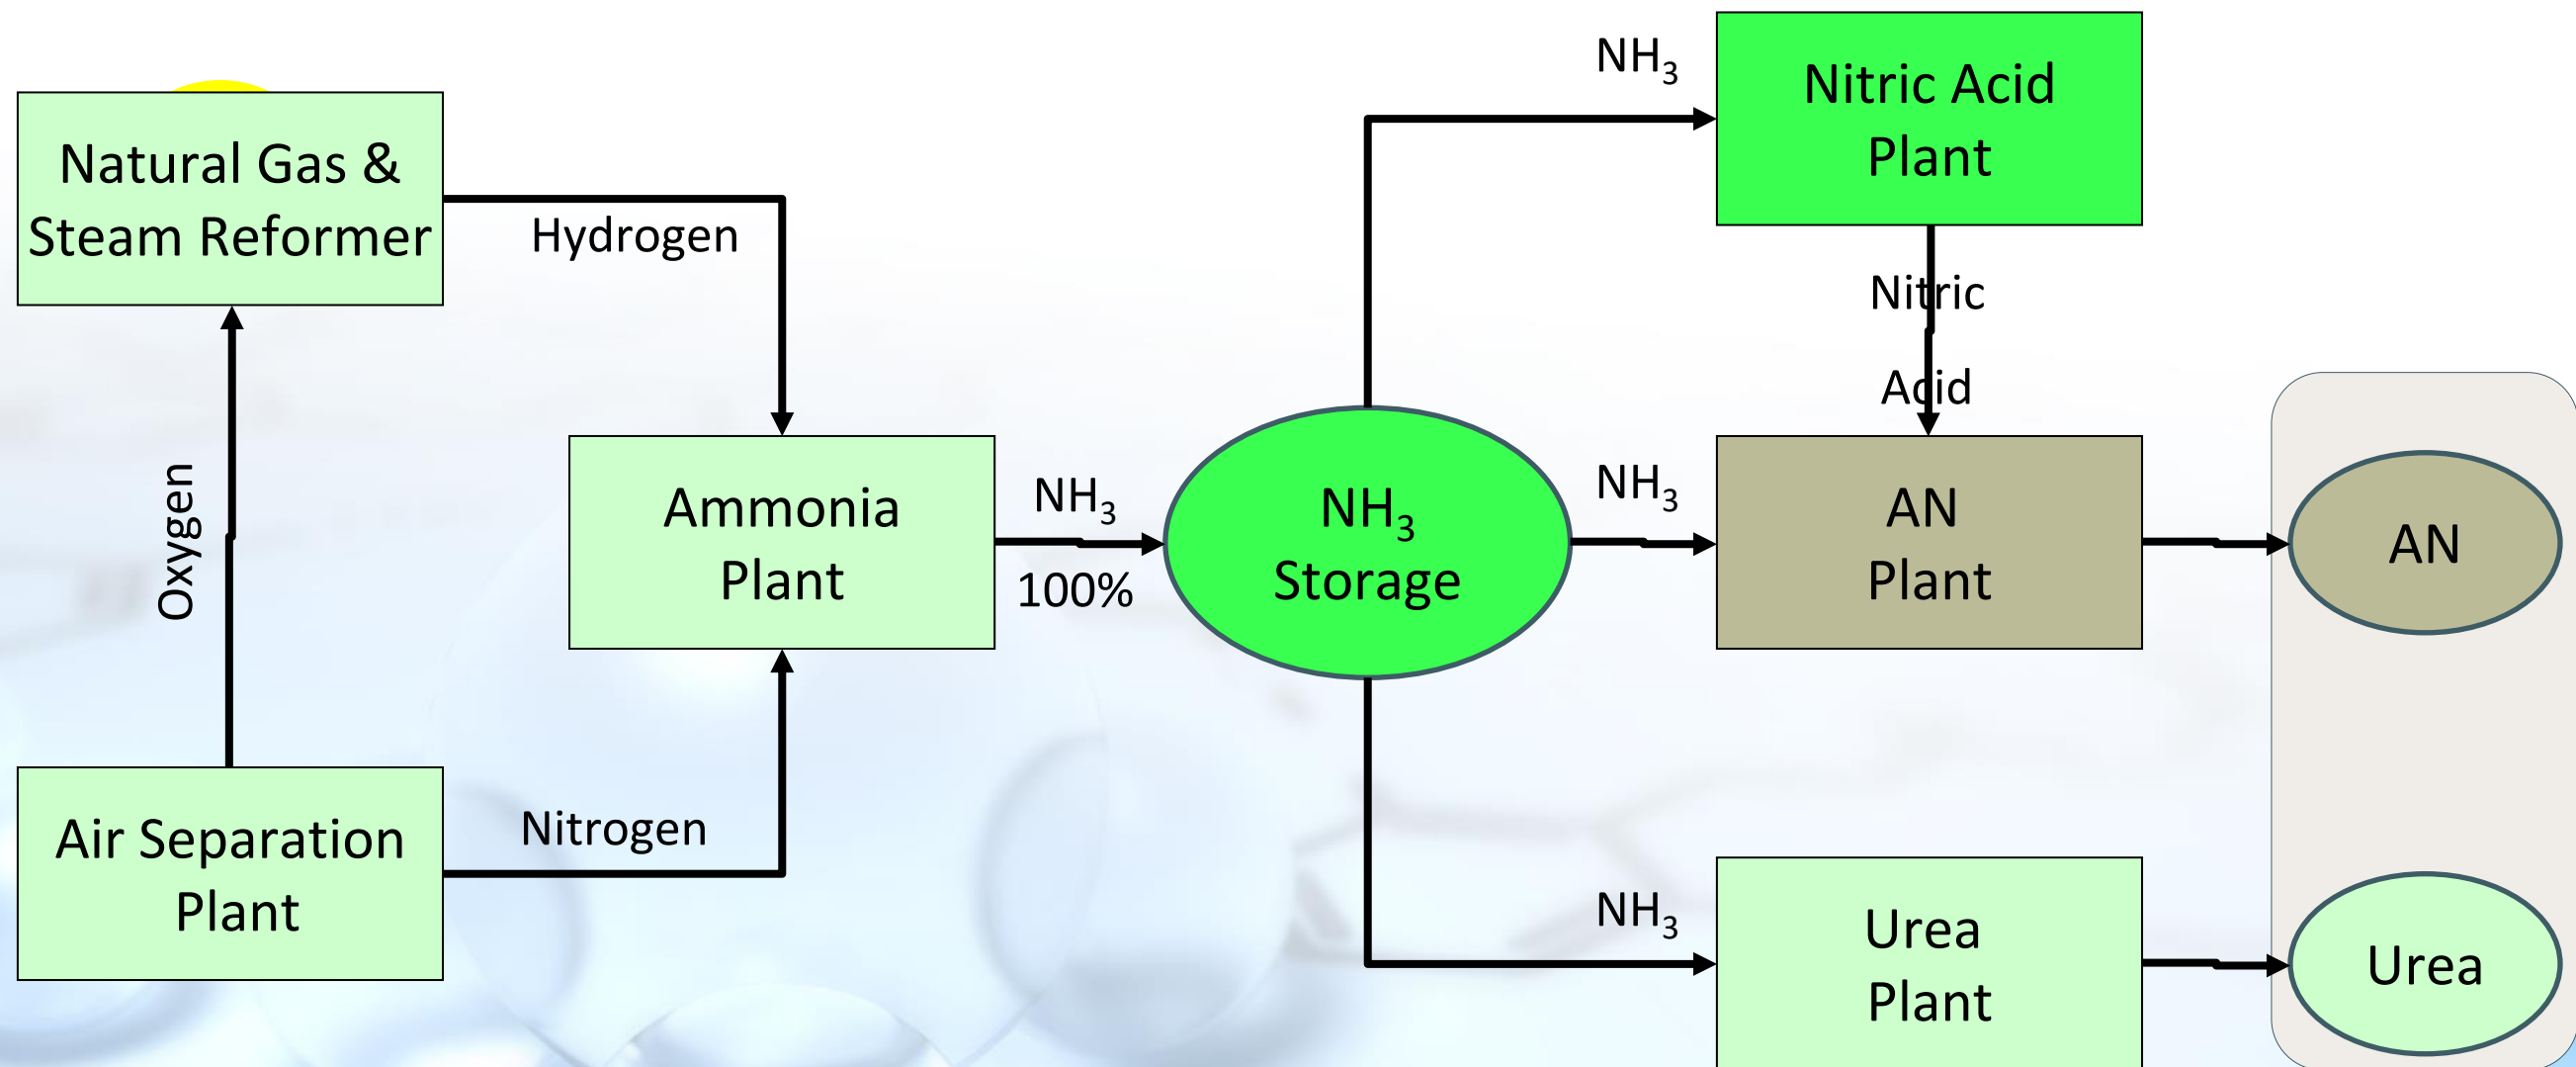 Natural Gas &
Steam Reformer
Hydrogen
Oxygen
Air Separation
Plant
Nitrogen
Ammonia
Plant
NH₃
100%
NH₃
Storage
NH₃
Nitric Acid
Plant
Nitric
Acid
NH₃
AN
Plant
AN
NH₃
Urea
Plant
Urea